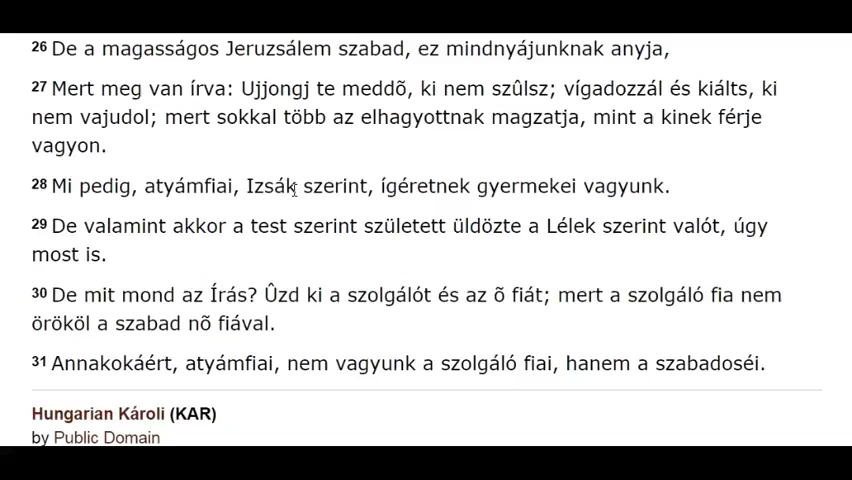 26 De a magasságos Jeruzsálem szabad, ez mindnyájunknak anyja,
27 Mert meg van írva: Ujjongj te meddõ, ki nem szûlsz; vígadozzál és kiálts, ki
nem vajudol; mert sokkal több az elhagyottnak magzatja, mint a kinek férje
vagyon.
28 Mi pedig, atyámfiai, Izsák szerint, ígéretnek gyermekei vagyunk.
29 De valamint akkor a test szerint született üldözte a Lélek szerint valót, úgy
most is.
30 De mit mond az Írás? Ûzd ki a szolgálót és az õ fiát; mert a szolgáló fia nem
örököl a szabad nõ fiával.
31 Annakokáért, atyámfiai, nem vagyunk a szolgáló fiai, hanem a szabadoséi.
Hungarian Károli (KAR)
by Public Domain